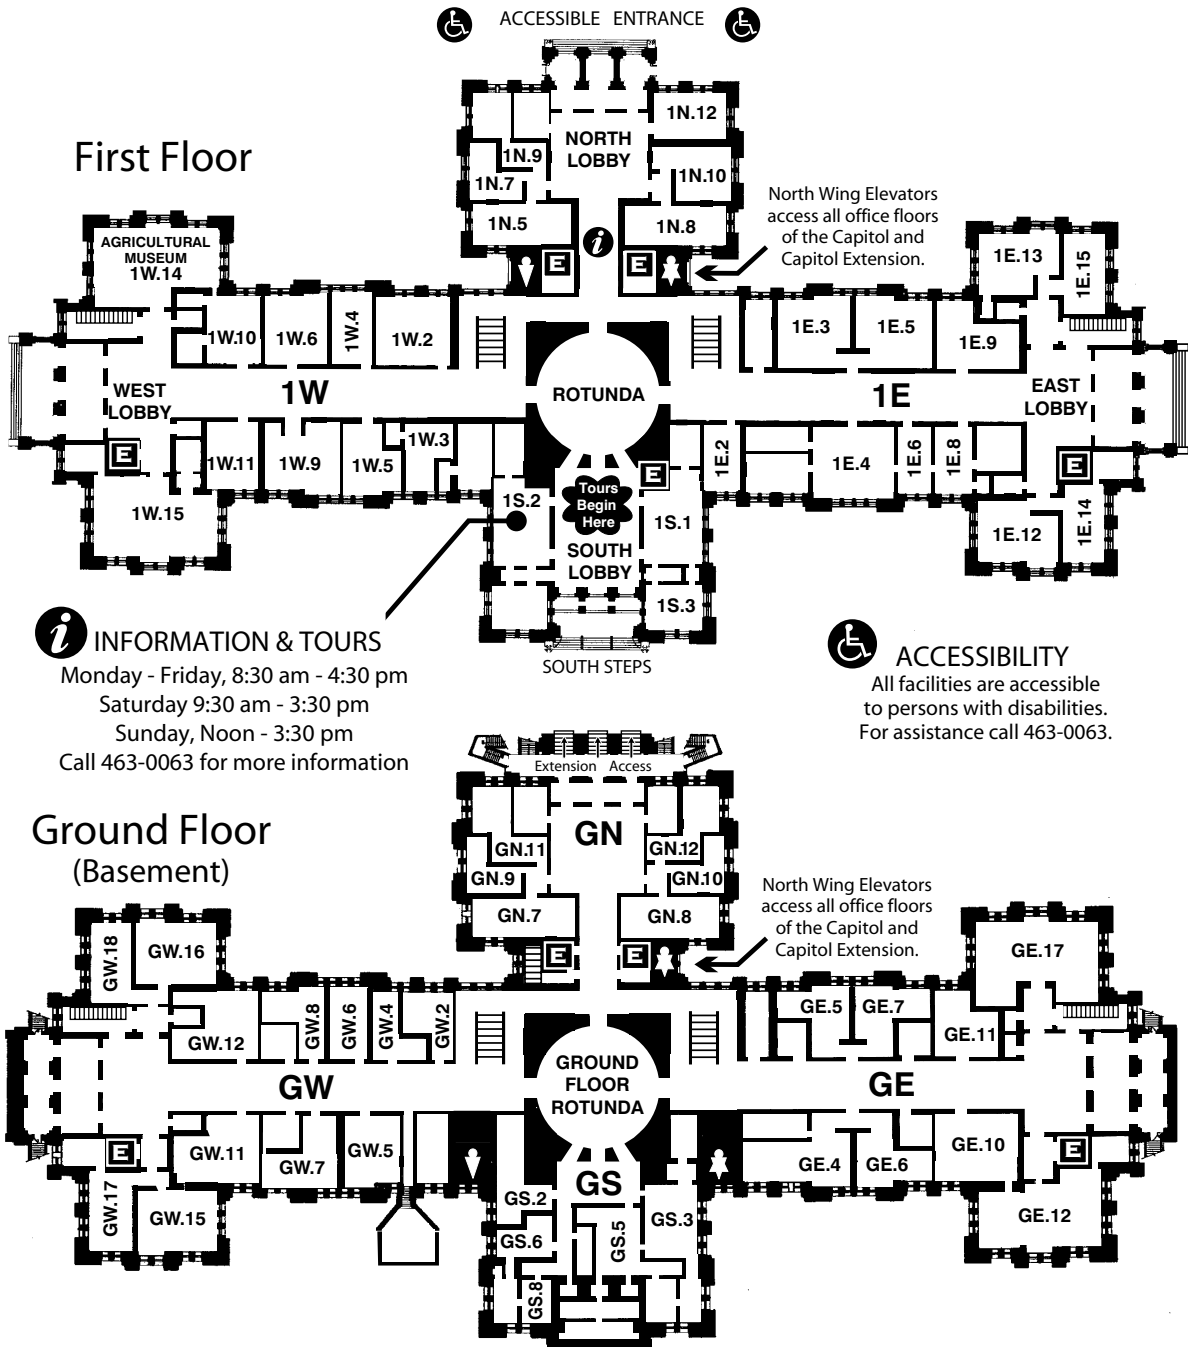 ACCESSIBLE ENTRANCE
First Floor
1N.12
NORTH
LOBBY
1N.9
1N.7
1N.10
1N.5
1N.8
i
E
E
North Wing Elevators
access all office floors
of the Capitol and
Capitol Extension.
AGRICULTURAL
MUSEUM
1W.14
1E.13
1E.15
1W.10
1W.6
1W.4
1W.2
1E.3
1E.5
1E.9
WEST
LOBBY
1W
ROTUNDA
1E
EAST
LOBBY
E
1W.11
1W.9
1W.5
1W.3
1E.2
1E.4
1E.6
1E.8
E
E
1W.15
1S.2
Tours
Begin
Here
1S.1
1E.12
1E.14
SOUTH
LOBBY
1S.3
SOUTH STEPS
i
INFORMATION & TOURS
Monday - Friday, 8:30 am - 4:30 pm
Saturday 9:30 am - 3:30 pm
Sunday, Noon - 3:30 pm
Call 463-0063 for more information
ACCESSIBILITY
All facilities are accessible
to persons with disabilities.
For assistance call 463-0063.
Extension Access
Ground Floor
(Basement)
GN
GN.11
GN.12
GN.9
GN.10
GN.7
GN.8
E
E
North Wing Elevators
access all office floors
of the Capitol and
Capitol Extension.
GW.18
GW.16
GE.17
GW.12
GW.8
GW.6
GW.4
GW.2
GE.5
GE.7
GE.11
GW
GROUND
FLOOR
ROTUNDA
GE
E
GW.11
GW.7
GW.5
GE.4
GE.6
GE.10
E
GW.17
GW.15
GS
GS.2
GS.3
GS.5
GS.6
GS.8
GE.12